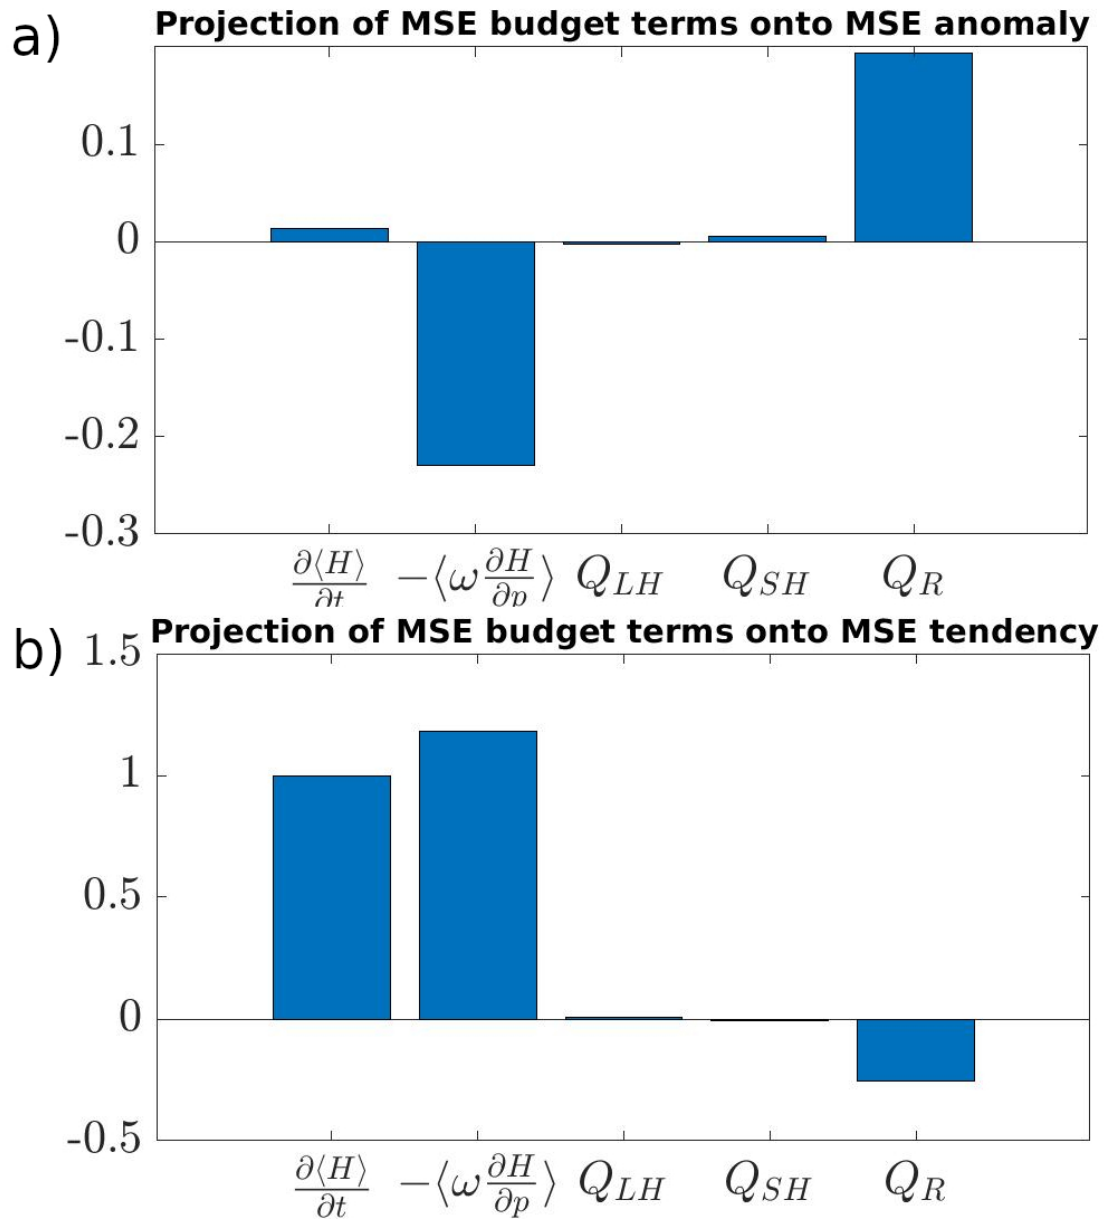 a) Projection of MSE budget terms onto MSE anomaly
0.1
0
-0.1
-0.2
-0.3
∂⟨H⟩/∂t −⟨ω ∂H/∂p⟩ Q_LH Q_SH Q_R
b) Projection of MSE budget terms onto MSE tendency
1.5
1
0.5
0
-0.5
∂⟨H⟩/∂t −⟨ω ∂H/∂p⟩ Q_LH Q_SH Q_R